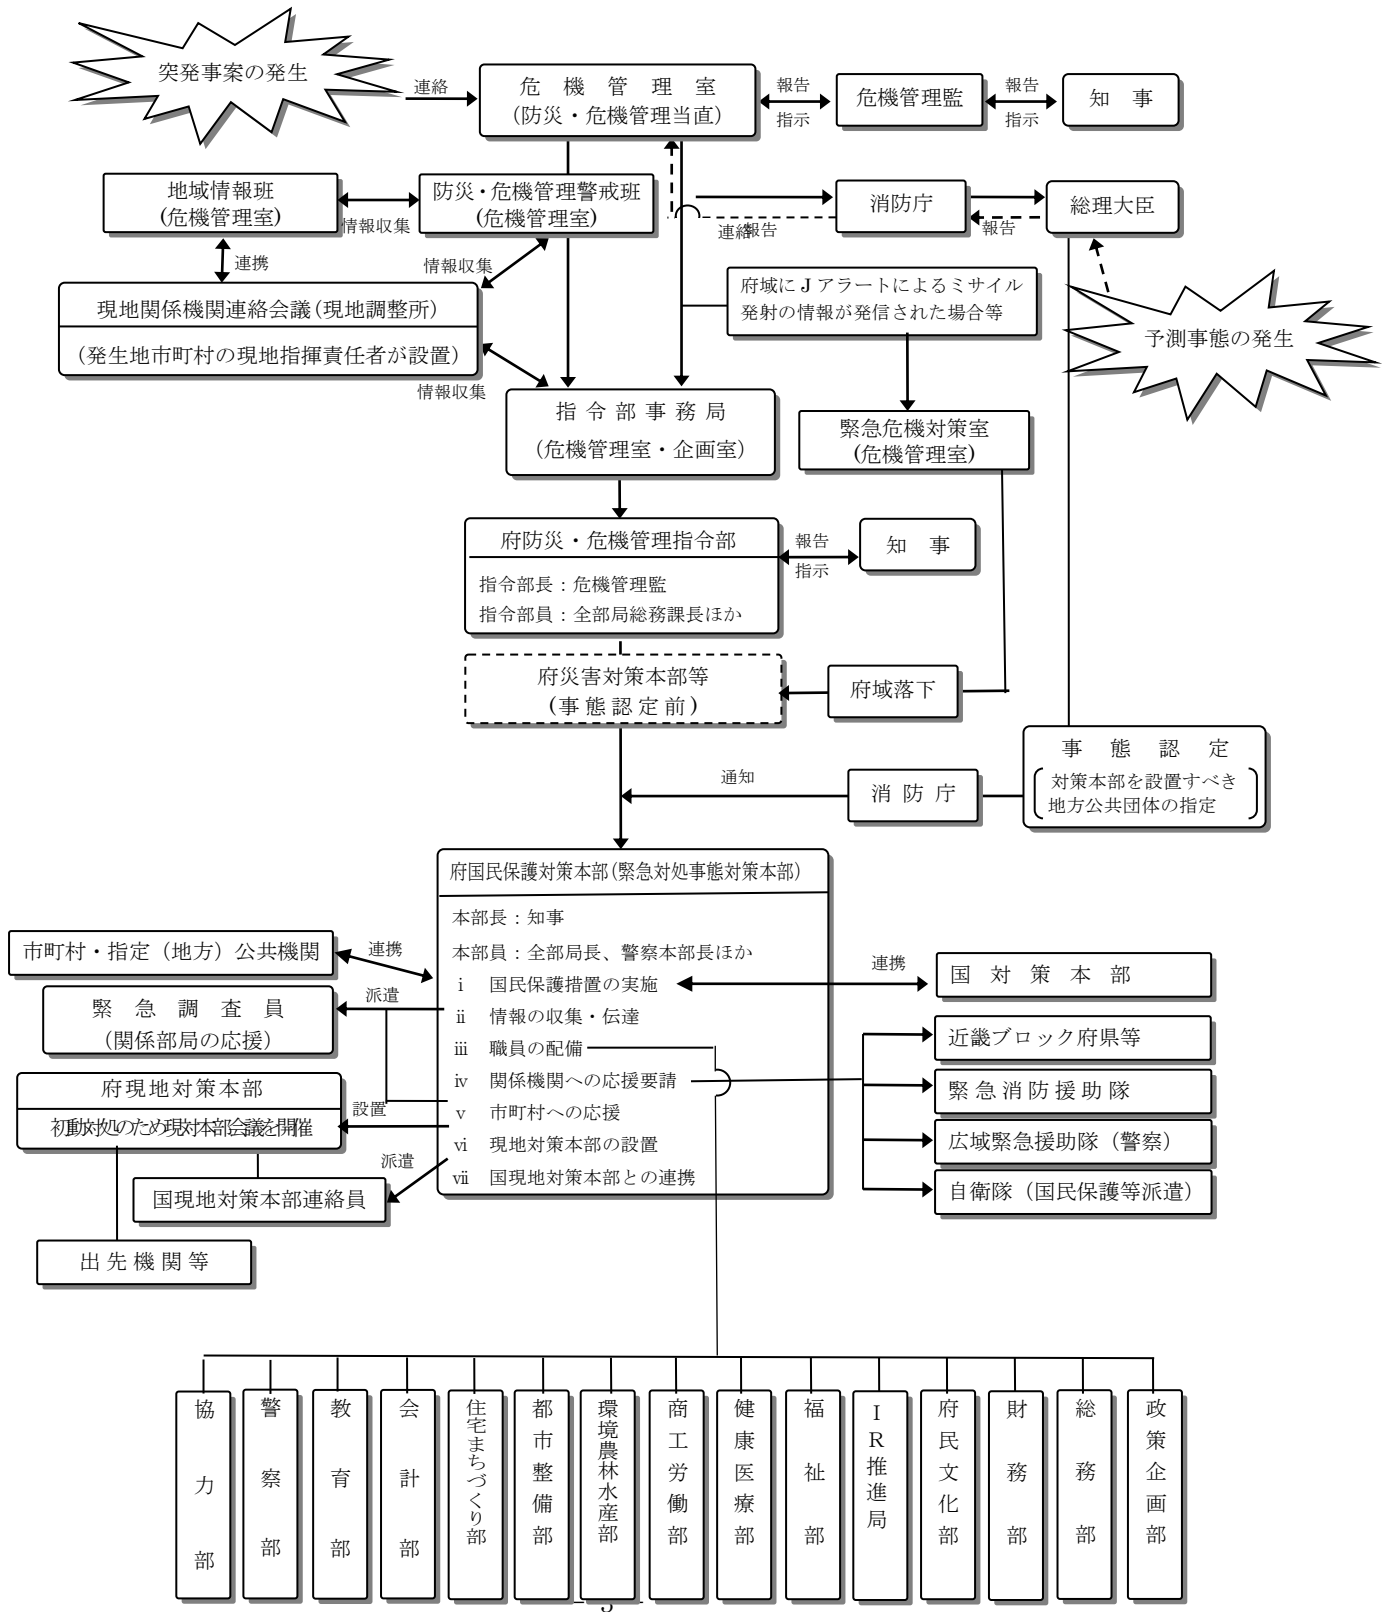 突発事案の発生
連絡
危機管理室
(防災・危機管理当直)
報告
指示
危機管理監
報告
指示
知 事
地域情報班
(危機管理室)
情報収集
防災・危機管理警戒班
(危機管理室)
連絡
報告
消防庁
報告
総理大臣
連携
情報収集
現地関係機関連絡会議(現地調整所)
(発生地市町村の現地指揮責任者が設置)
情報収集
府域にJアラートによるミサイル
発射の情報が発信された場合等
予測事態の発生
指令部事務局
(危機管理室・企画室)
緊急危機対策室
(危機管理室)
府防災・危機管理指令部
指令部長:危機管理監
指令部員:全部局総務課長ほか
報告
指示
知 事
府災害対策本部等
(事態認定前)
府域落下
事態認定
対策本部を設置すべき
地方公共団体の指定
通知
消防庁
府国民保護対策本部(緊急対処事態対策本部)
本部長:知事
本部員:全部局長、警察本部長ほか
ⅰ 国民保護措置の実施
ⅱ 情報の収集・伝達
ⅲ 職員の配備
ⅳ 関係機関への応援要請
ⅴ 市町村への応援
ⅵ 現地対策本部の設置
ⅶ 国現地対策本部との連携
市町村・指定(地方)公共機関
連携
緊急調査員
(関係部局の応援)
派遣
府現地対策本部
初動対処のため現対本部会議を開催
設置
派遣
国現地対策本部連絡員
出先機関等
連携
国対策本部
近畿ブロック府県等
緊急消防援助隊
広域緊急援助隊(警察)
自衛隊(国民保護等派遣)
協力部
警察部
教育部
会計部
住宅まちづくり部
都市整備部
環境農林水産部
商工労働部
健康医療部
福祉部
IR推進局
府民文化部
財務部
総務部
政策企画部